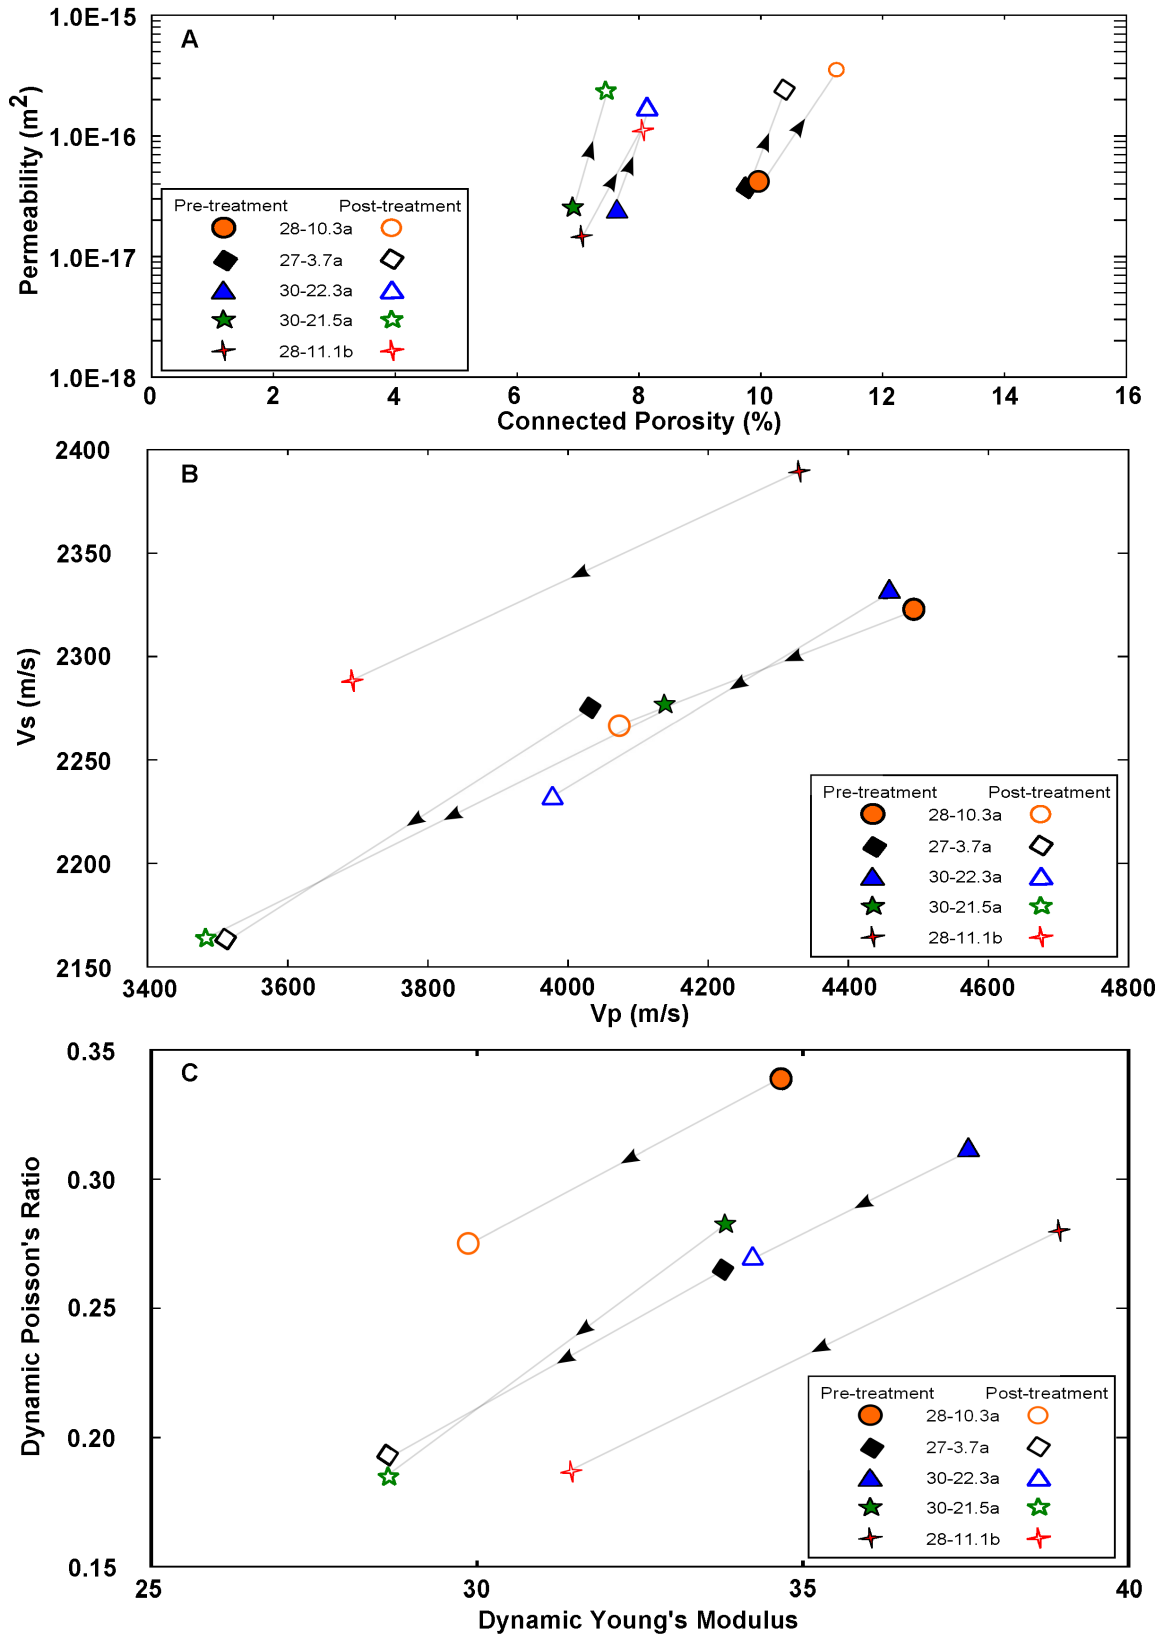 1.0E-15
A
1.0E-16
1.0E-17
1.0E-18
Permeability (m2)
Pre-treatment Post-treatment
28-10.3a
27-3.7a
30-22.3a
30-21.5a
28-11.1b
0 2 4 6 8 10 12 14 16
Connected Porosity (%)
2400
B
2350
2300
2250
2200
2150
Vs (m/s)
Pre-treatment Post-treatment
28-10.3a
27-3.7a
30-22.3a
30-21.5a
28-11.1b
3400 3600 3800 4000 4200 4400 4600 4800
Vp (m/s)
0.35
C
0.30
0.25
0.20
0.15
Dynamic Poisson's Ratio
Pre-treatment Post-treatment
28-10.3a
27-3.7a
30-22.3a
30-21.5a
28-11.1b
25 30 35 40
Dynamic Young's Modulus